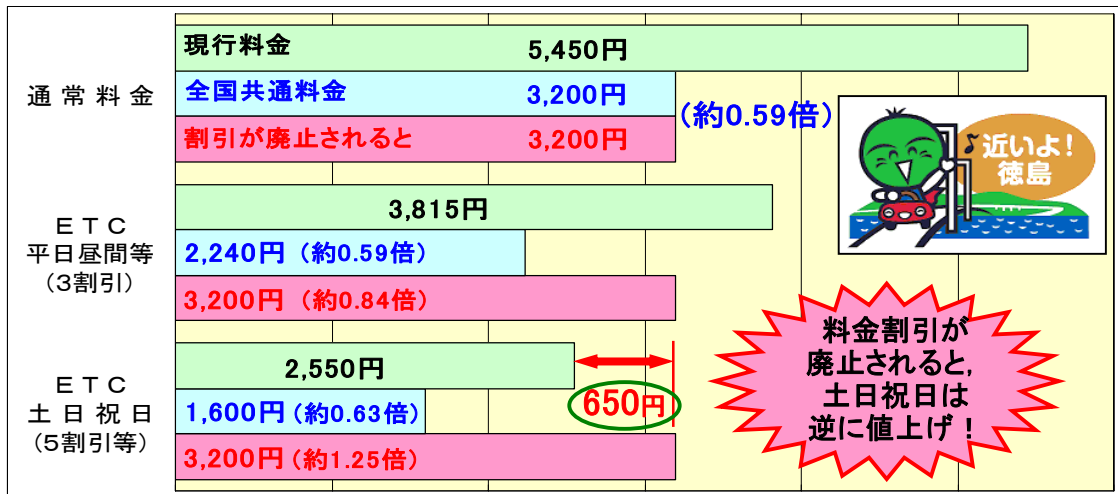 通常料金
現行料金 5,450円
全国共通料金 3,200円
(約0.59倍)
割引が廃止されると 3,200円
♪近いよ!
徳島
ETC
平日昼間等
(3割引)
3,815円
2,240円 (約0.59倍)
3,200円 (約0.84倍)
ETC
土日祝日
(5割引等)
2,550円
650円
1,600円(約0.63倍)
3,200円(約1.25倍)
料金割引が
廃止されると,
土日祝日は
逆に値上げ!